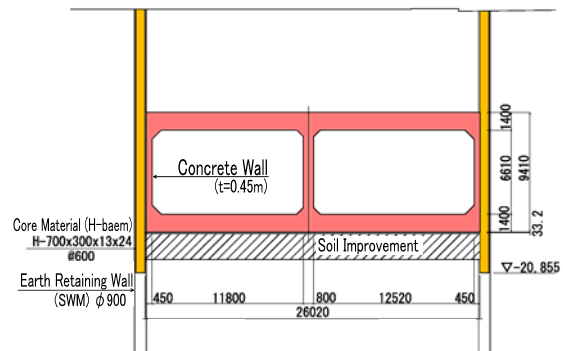 1400
6610
9410
Concrete Wall
(t=0.45m)
1400
33.2
Core Material (H-baem)
H-700x300x13x24
@600
Soil Improvement
▽-20.855
Earth Retaining Wall
(SWM) φ900
450 11800 800 12520 450
26020